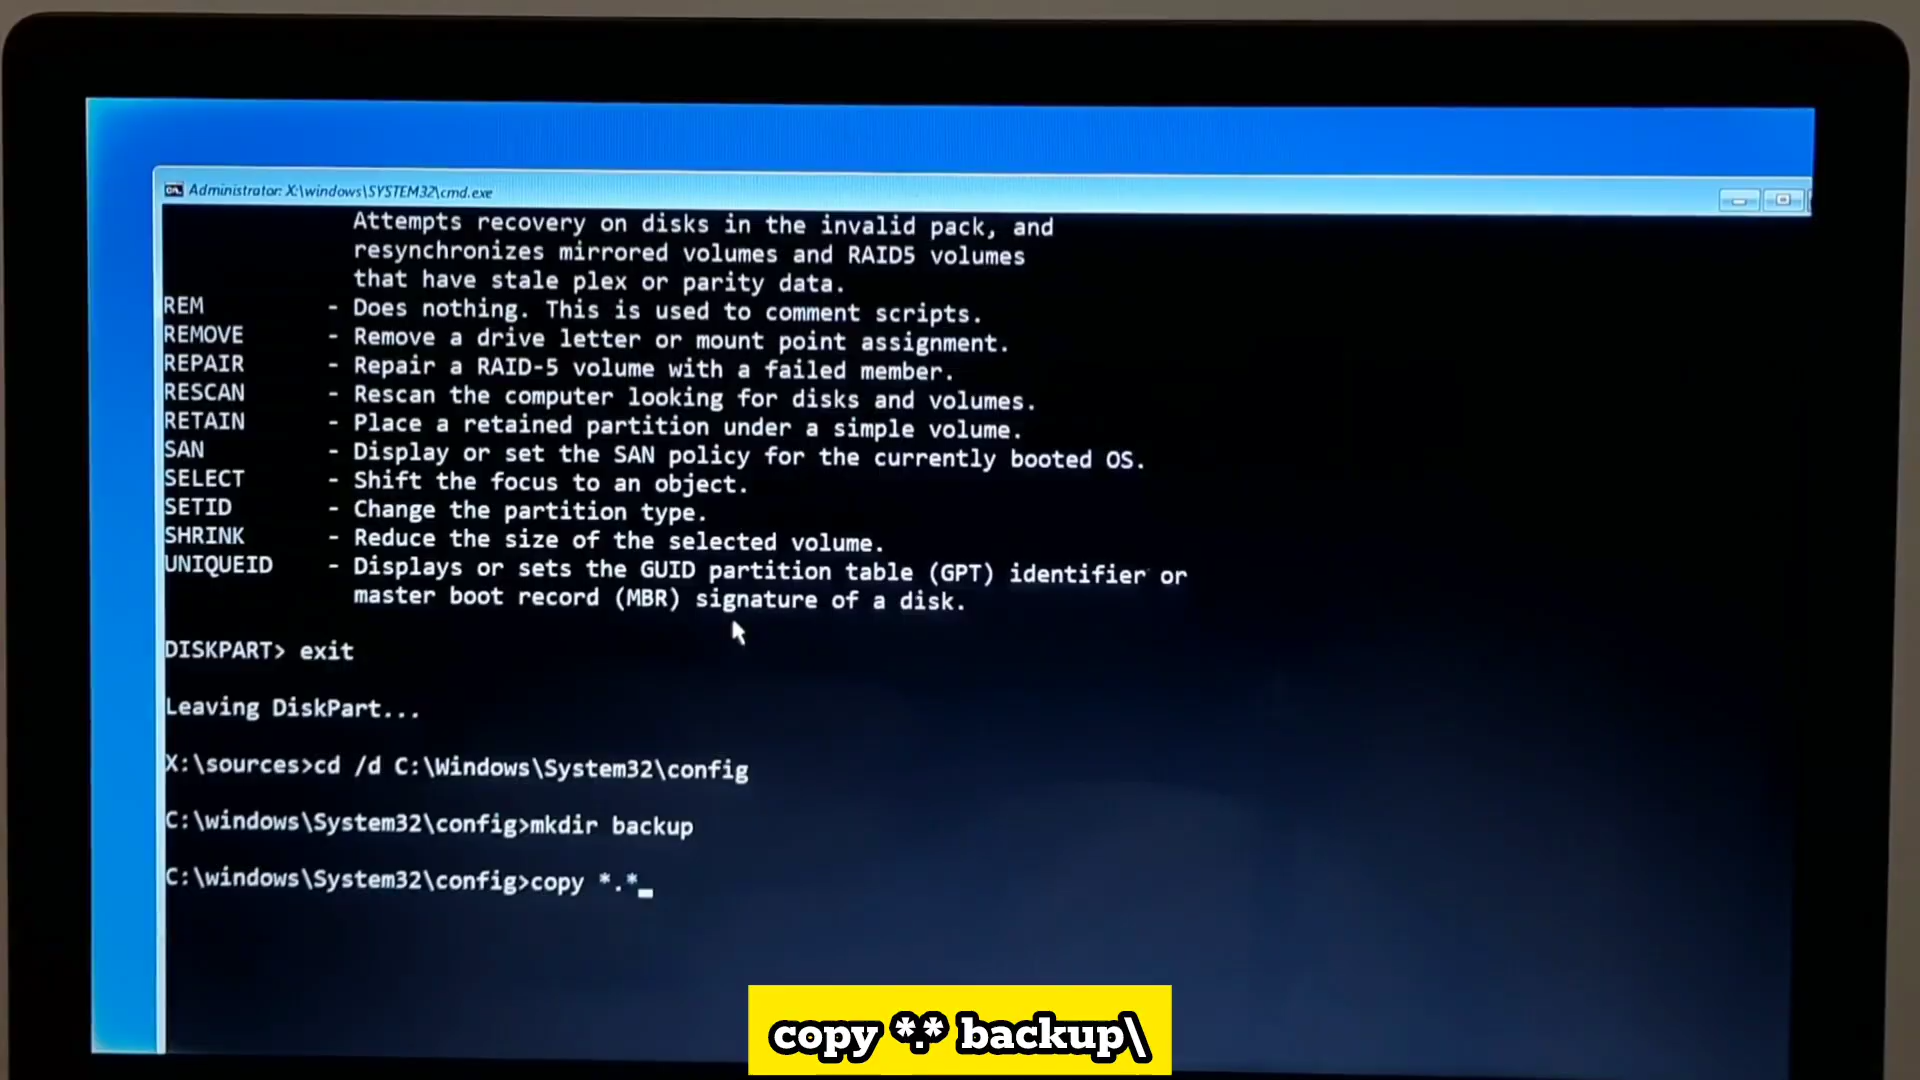 Administrator: X:\windows\SYSTEM32\cmd.exe
Attempts recovery on disks in the invalid pack, and
resynchronizes mirrored volumes and RAID5 volumes
that have stale plex or parity data.
REM - Does nothing. This is used to comment scripts.
REMOVE - Remove a drive letter or mount point assignment.
REPAIR - Repair a RAID-5 volume with a failed member.
RESCAN - Rescan the computer looking for disks and volumes.
RETAIN - Place a retained partition under a simple volume.
SAN - Display or set the SAN policy for the currently booted OS.
SELECT - Shift the focus to an object.
SETID - Change the partition type.
SHRINK - Reduce the size of the selected volume.
UNIQUEID - Displays or sets the GUID partition table (GPT) identifier or
master boot record (MBR) signature of a disk.
DISKPART> exit
Leaving DiskPart...
X:\sources>cd /d C:\Windows\System32\config
C:\windows\System32\config>mkdir backup
C:\windows\System32\config>copy *.*_
copy *.* backup\